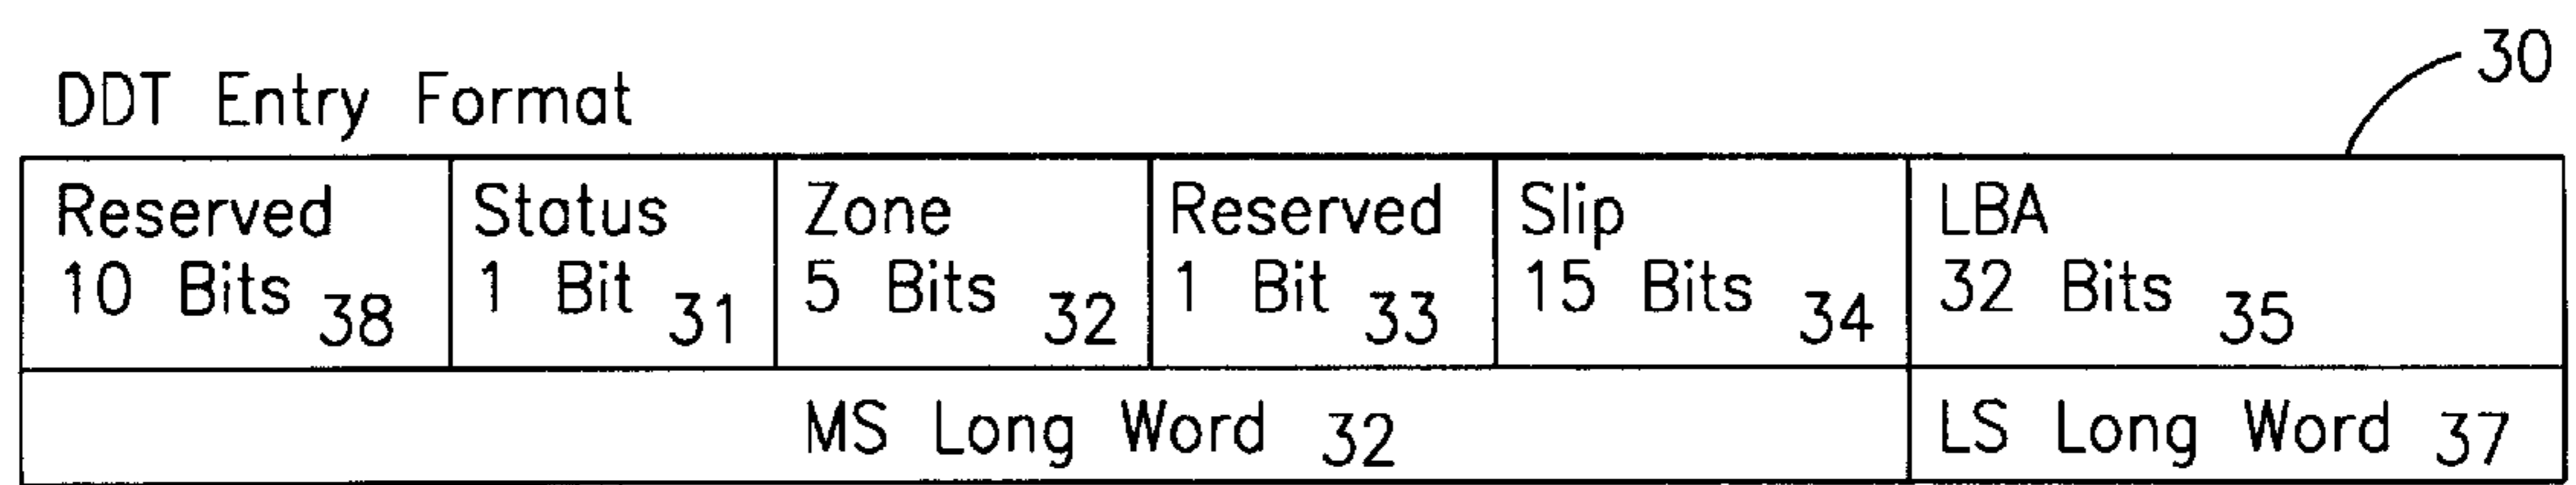 30
DDT Entry Format
Reserved Status Zone Reserved Slip LBA
10 Bits 38 1 Bit 31 5 Bits 32 1 Bit 33 15 Bits 34 32 Bits 35
MS Long Word 32 LS Long Word 37